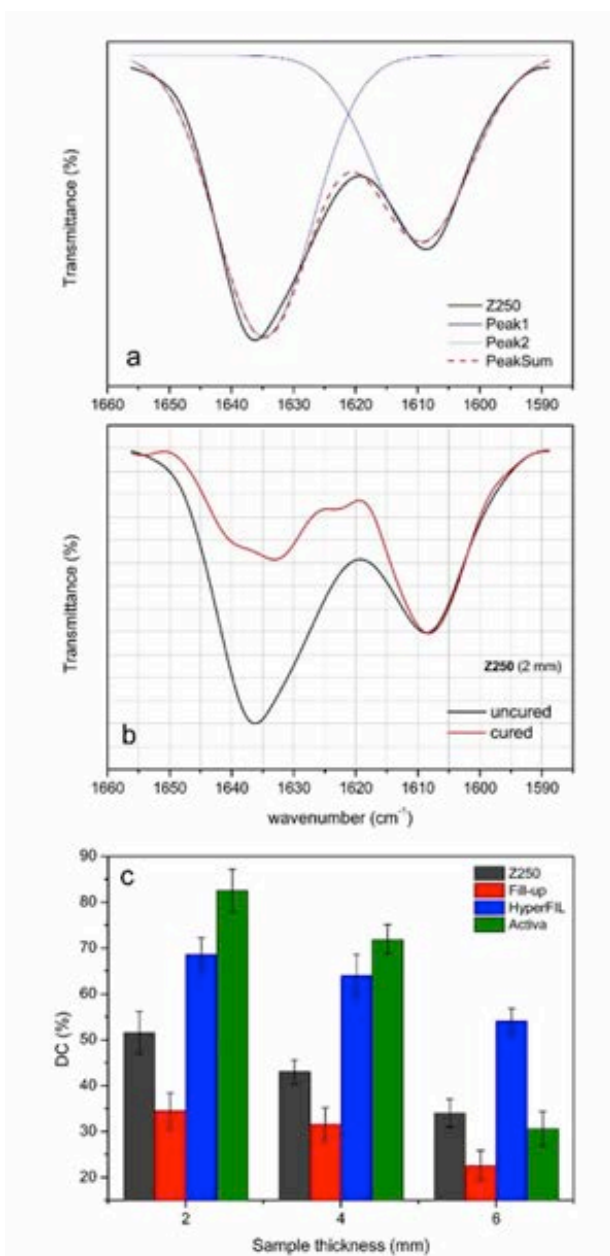 Transmittance (%)
Z250
Peak1
Peak2
PeakSum
a
1660 1650 1640 1630 1620 1610 1600 1590
Transmittance (%)
Z250 (2 mm)
uncured
cured
b
1660 1650 1640 1630 1620 1610 1600 1590
wavenumber (cm⁻¹)
c
Z250
Fill-up
HyperFIL
Activa
DC (%)
90
80
70
60
50
40
30
20
2 4 6
Sample thickness (mm)